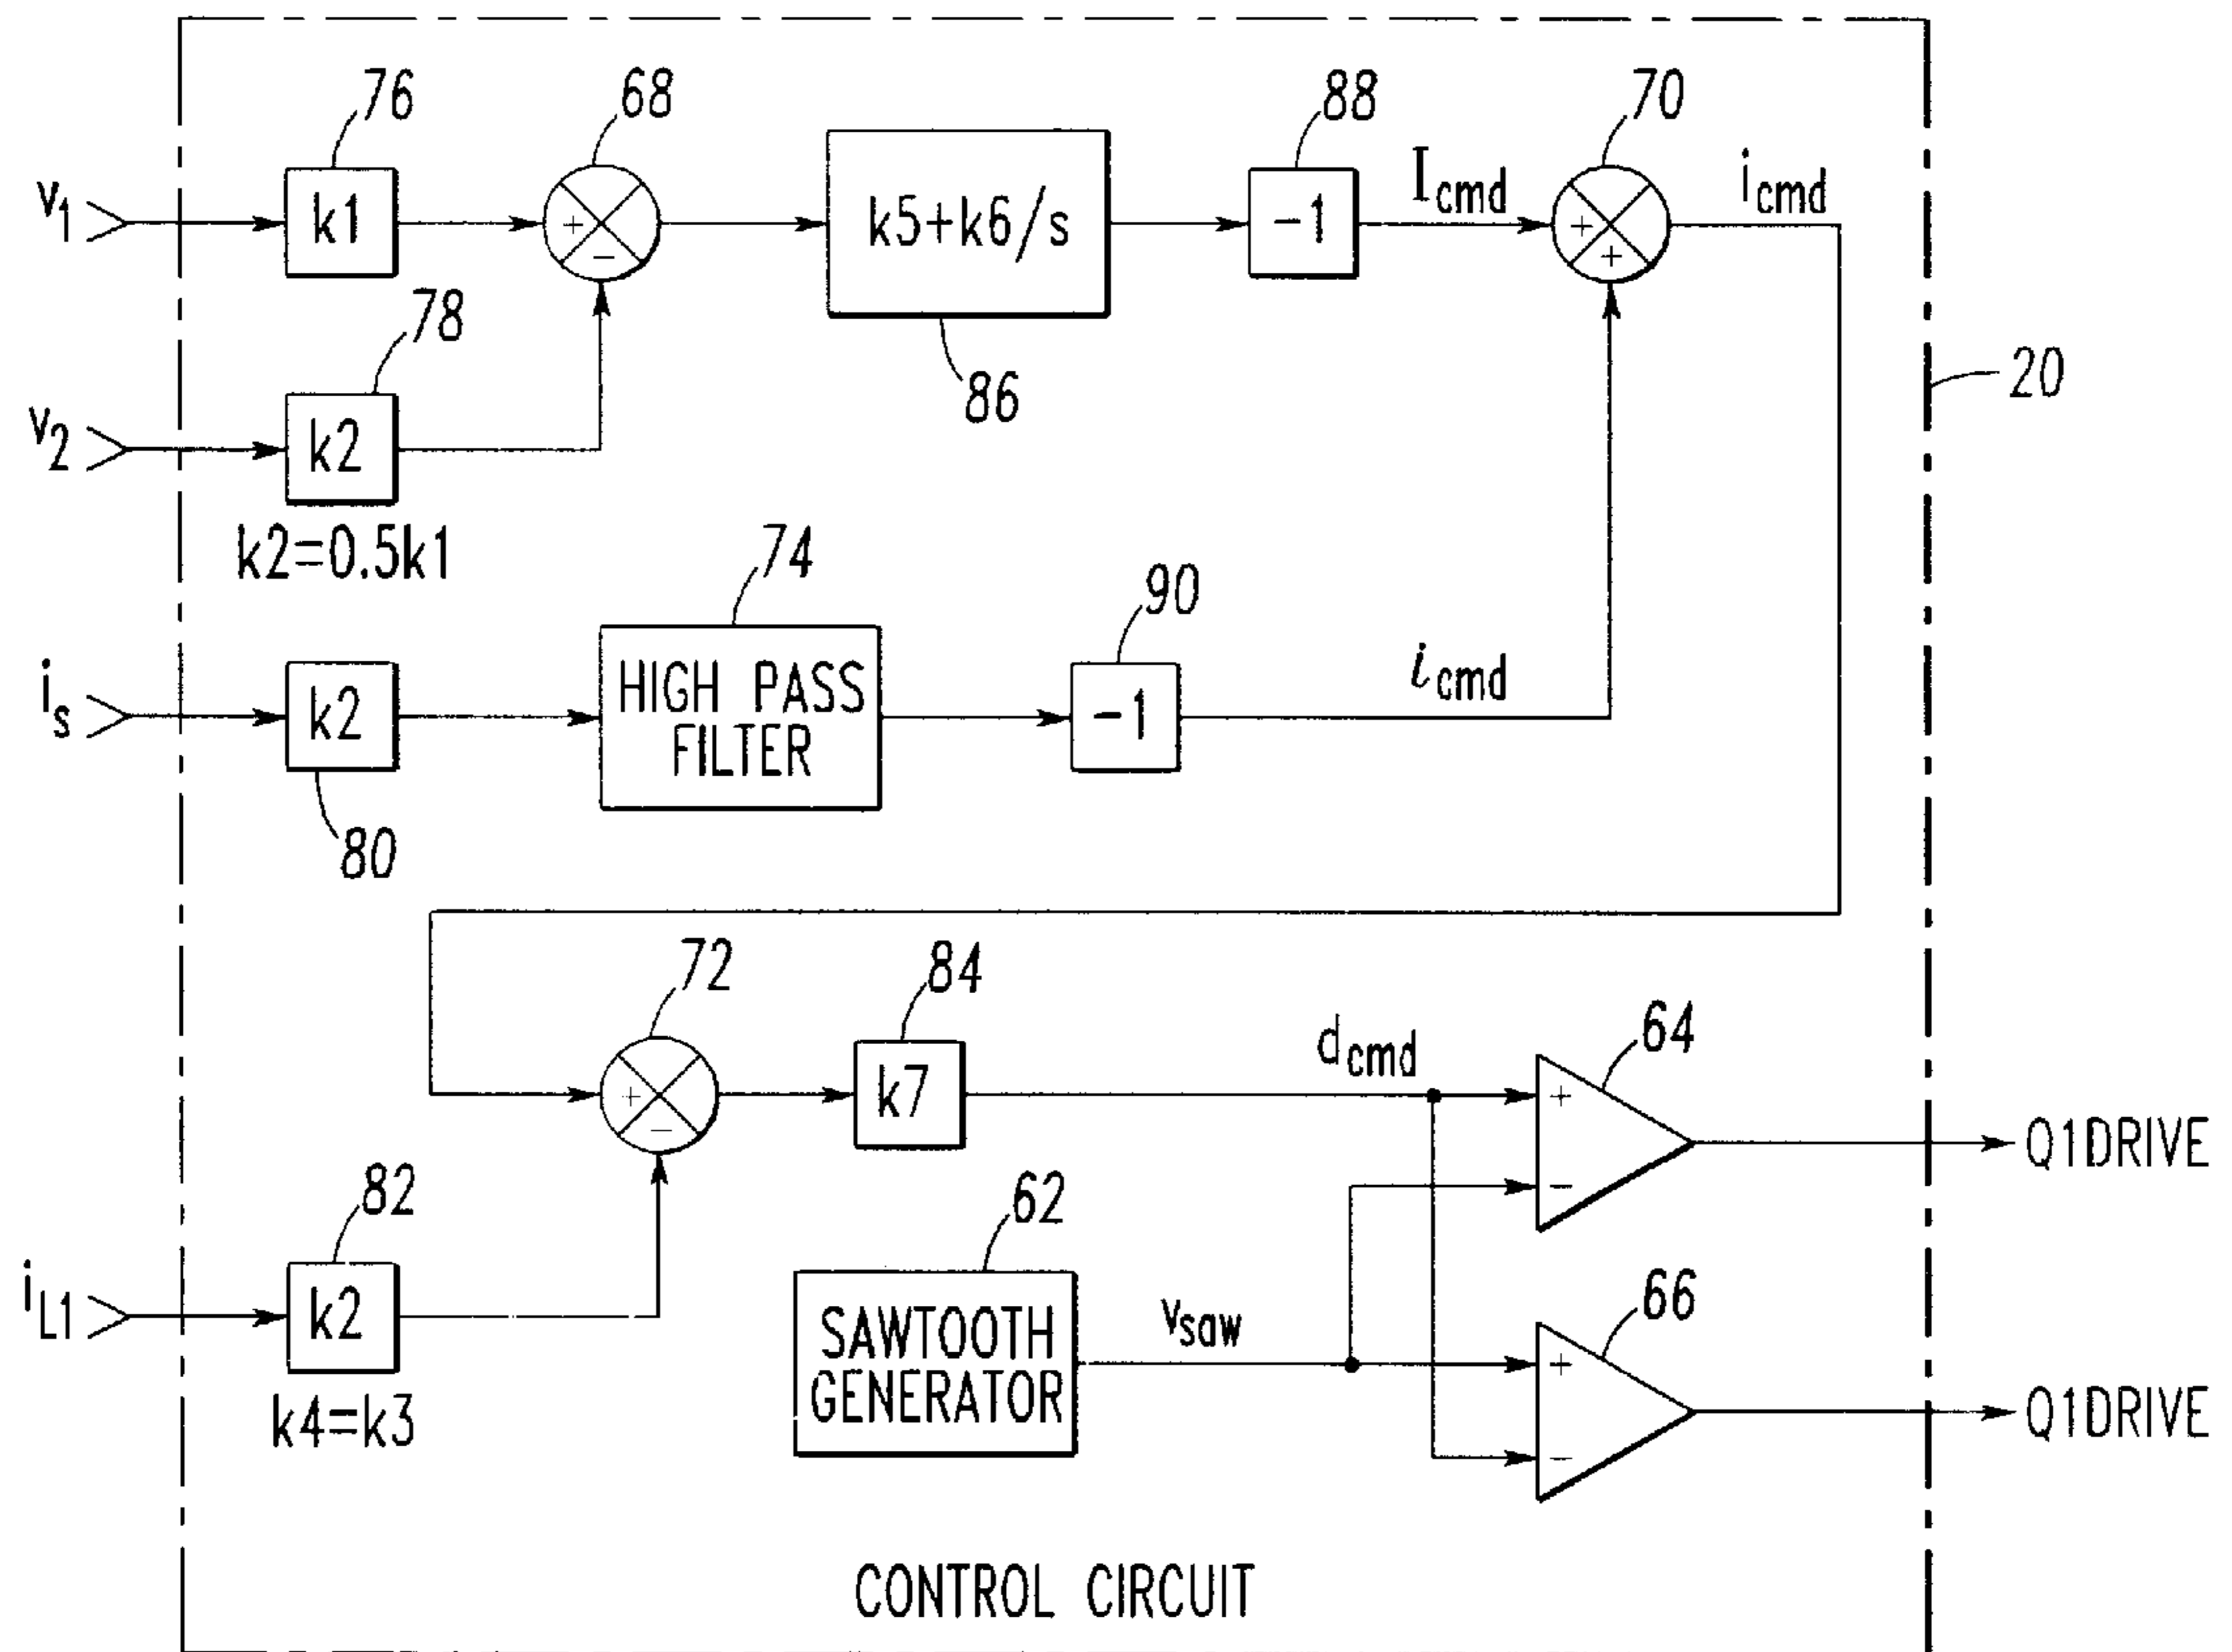 76
68
88
70
v1
k1
+
−
k5+k6/s
−1
Icmd
+
+
icmd
78
86
20
v2
k2
k2=0.5k1
74
90
is
k2
HIGH PASS
FILTER
−1
icmd
80
72
84
64
+
−
k7
dcmd
+
−
Q1DRIVE
82
62
66
iL1
k2
k4=k3
SAWTOOTH
GENERATOR
vsaw
+
−
Q1DRIVE
CONTROL CIRCUIT